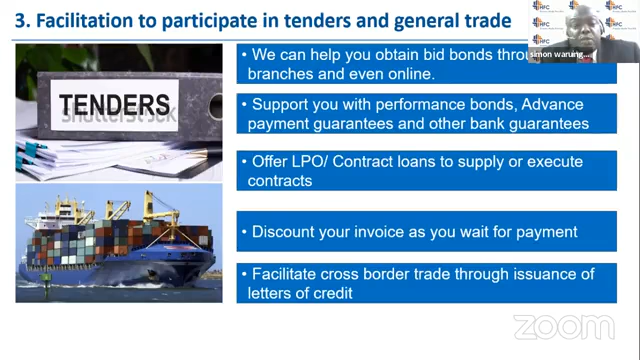 3. Facilitation to participate in tenders and general trade
HFC
simon waruing...
TENDERS
shutterstock
• We can help you obtain bid bonds
branches and even online.
• Support you with performance bonds, Advance
payment guarantees and other bank guarantees
• Offer LPO/ Contract loans to supply or execute
contracts
• Discount your invoice as you wait for payment
• Facilitate cross border trade through issuance of
letters of credit
zoom